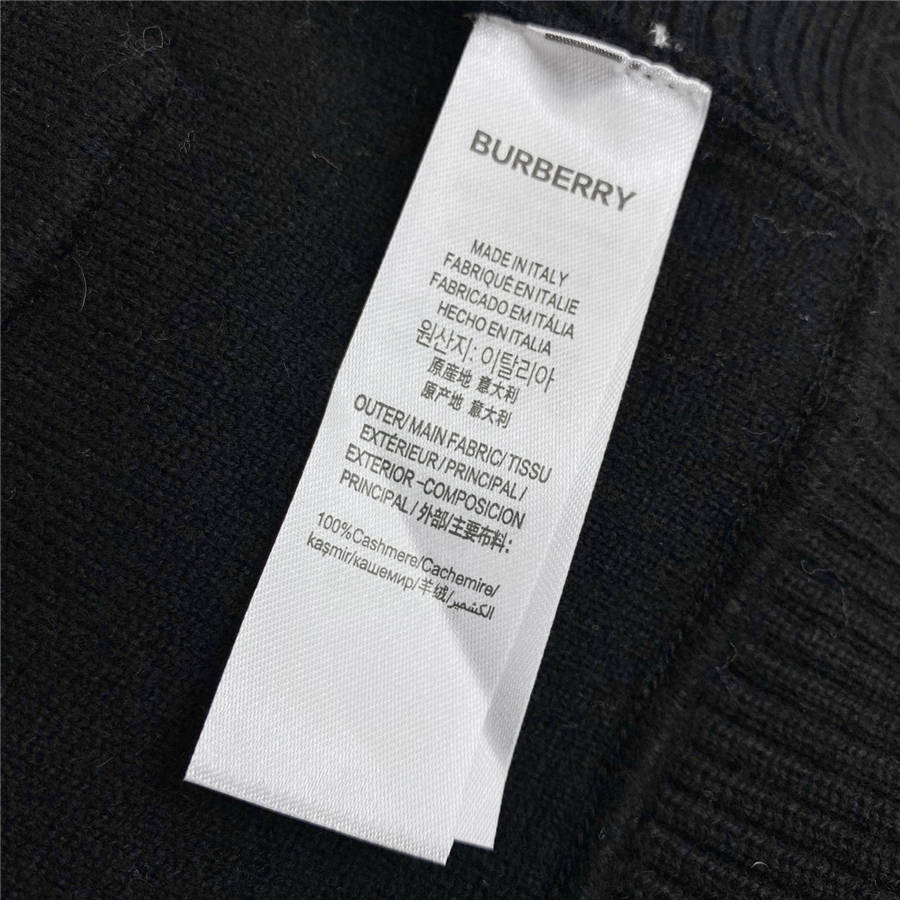 BURBERRY
MADE IN ITALY
FABRIQUÉ EN ITALIE
FABRICADO EM ITÁLIA
HECHO EN ITALIA
원산지: 이탈리아
原産地 意大利
原产地 意大利
OUTER/MAIN FABRIC/TISSU
EXTÉRIEUR/PRINCIPAL/
EXTERIOR-COMPOSICION
PRINCIPAL/外部/主要布料:
100%Cashmere/Cachemire/
kaşmir/кашемир/羊绒/الكشمير